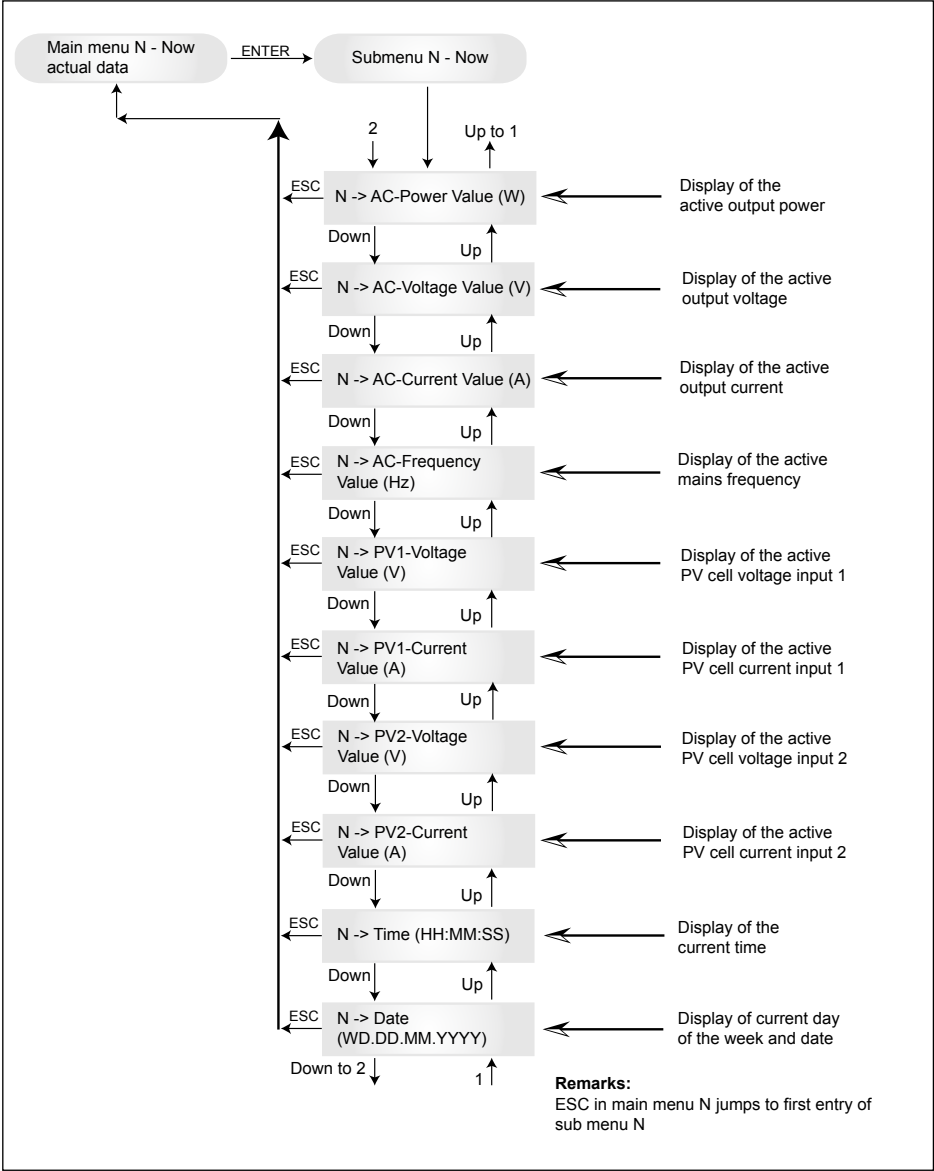 Main menu N - Now
actual data
ENTER
Submenu N - Now
2
Up to 1
ESC
N -> AC-Power Value (W)
Display of the
active output power
Down
Up
ESC
N -> AC-Voltage Value (V)
Display of the active
output voltage
Down
Up
ESC
N -> AC-Current Value (A)
Display of the active
output current
Down
Up
ESC
N -> AC-Frequency
Value (Hz)
Display of the active
mains frequency
Down
Up
ESC
N -> PV1-Voltage
Value (V)
Display of the active
PV cell voltage input 1
Down
Up
ESC
N -> PV1-Current
Value (A)
Display of the active
PV cell current input 1
Down
Up
ESC
N -> PV2-Voltage
Value (V)
Display of the active
PV cell voltage input 2
Down
Up
ESC
N -> PV2-Current
Value (A)
Display of the active
PV cell current input 2
Down
Up
ESC
N -> Time (HH:MM:SS)
Display of the
current time
Down
Up
ESC
N -> Date
(WD.DD.MM.YYYY)
Display of current day
of the week and date
Down to 2
1
Remarks:
ESC in main menu N jumps to first entry of
sub menu N